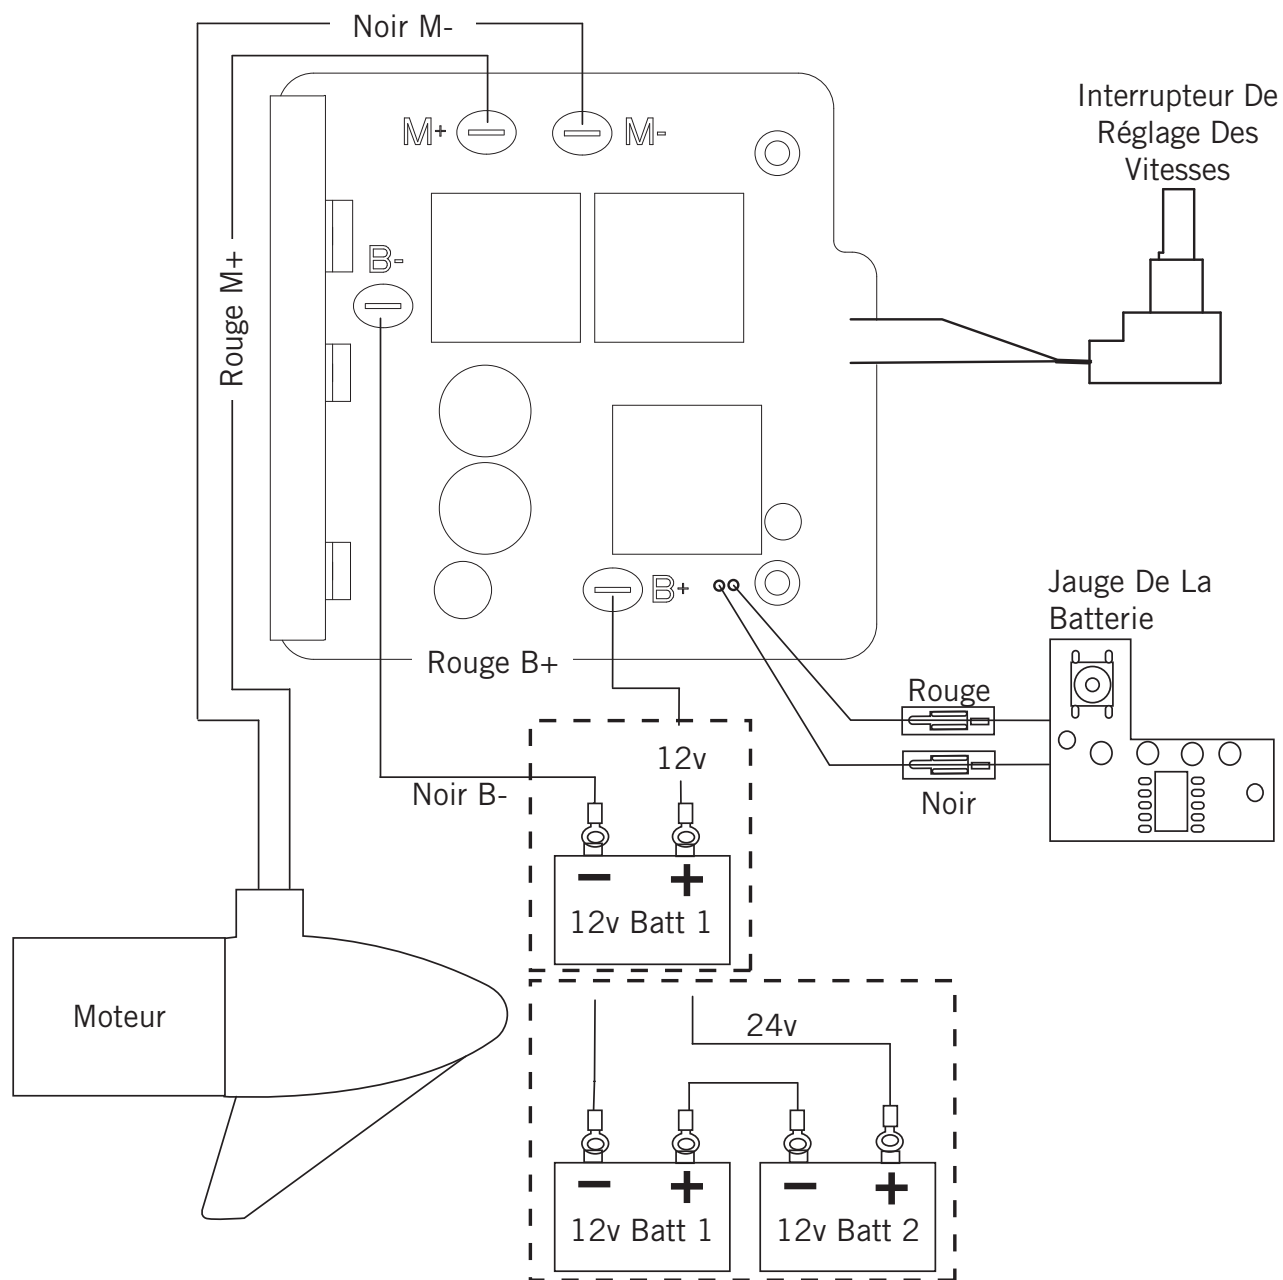 Noir M-
Interrupteur De
Réglage Des
Vitesses
M+
M-
Rouge M+
B-
B+
Jauge De La
Batterie
Rouge B+
Rouge
12v
Noir B-
Noir
− +
12v Batt 1
Moteur
24v
− +
− +
12v Batt 1
12v Batt 2